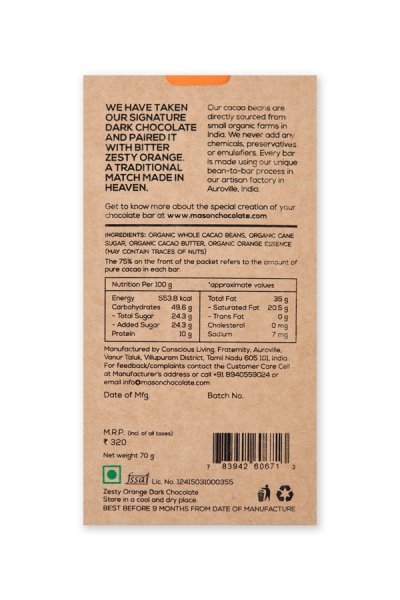 WE HAVE TAKEN
OUR SIGNATURE
DARK CHOCOLATE
AND PAIRED IT
WITH BITTER
ZESTY ORANGE.
A TRADITIONAL
MATCH MADE IN
HEAVEN.
Our cacao beans are
directly sourced from
small organic farms in
India. We never add any
chemicals, preservatives
or emulsifiers. Every bar
is made using our unique
bean-to-bar process in
our artisan factory in
Auroville, India.
Get to know more about the special creation of your
chocolate bar at www.masonchocolate.com
INGREDIENTS: ORGANIC WHOLE CACAO BEANS, ORGANIC CANE
SUGAR, ORGANIC CACAO BUTTER, ORGANIC ORANGE ESSENCE
(MAY CONTAIN TRACES OF NUTS)
The 75% on the front of the packet refers to the amount of
pure cacao in each bar.
Nutrition Per 100 g *approximate values
Energy 553.8 kcal
Carbohydrates 49.6 g
- Total Sugar 24.3 g
- Added Sugar 24.3 g
Protein 10 g
Total Fat 35 g
- Saturated Fat 20.5 g
- Trans Fat 0 g
Cholesterol 0 mg
Sodium 7 mg
Manufactured by Conscious Living, Fraternity, Auroville,
Vanur Taluk, Villupuram District, Tamil Nadu 605 101, India.
For feedback/complaints contact the Customer Care Cell
at Manufacturer's address or call +91 8940559024 or
email info@masonchocolate.com
Date of Mfg. Batch No.
M.R.P. (incl. of all taxes)
₹ 320
Net weight 70 g
7 83942 60671 3
fssai Lic. No. 12415031000355
Zesty Orange Dark Chocolate
Store in a cool and dry place.
BEST BEFORE 9 MONTHS FROM DATE OF MANUFACTURE